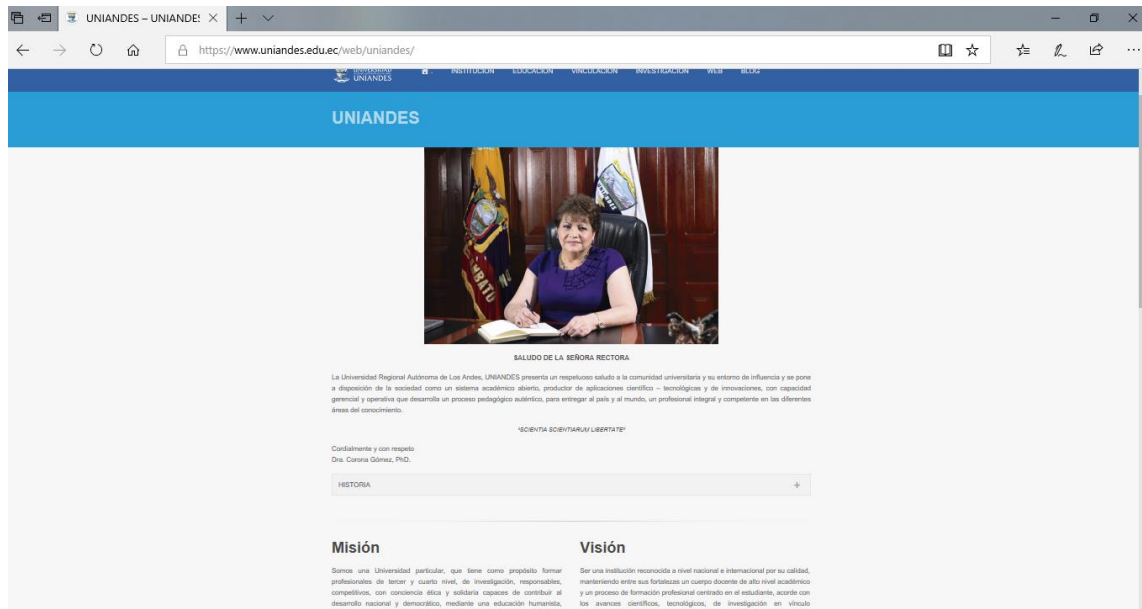 UNIANDES – UNIANDES
https://www.uniandes.edu.ec/web/uniandes/
UNIVERSIDAD
UNIANDES
INSTITUCIÓN EDUCACIÓN VINCULACIÓN INVESTIGACIÓN WEB BLOG
UNIANDES
UNIANDES
AMBATO
SALUDO DE LA SEÑORA RECTORA
La Universidad Regional Autónoma de Los Andes, UNIANDES presenta un respetuoso saludo a la comunidad universitaria y su entorno de influencia y se pone
a disposición de la sociedad como un sistema académico abierto, productor de aplicaciones científico – tecnológicas y de innovaciones, con capacidad
gerencial y operativa que desarrolla un proceso pedagógico auténtico, para entregar al país y al mundo, un profesional integral y competente en las diferentes
áreas del conocimiento.
"SCIENTIA SCIENTIARUM LIBERTATE"
Cordialmente y con respeto
Dra. Corona Gómez, PhD.
HISTORIA +
Misión
Somos una Universidad particular, que tiene como propósito formar
profesionales de tercer y cuarto nivel, de investigación, responsables,
competitivos, con conciencia ética y solidaria capaces de contribuir al
desarrollo nacional y democrático, mediante una educación humanista,
Visión
Ser una institución reconocida a nivel nacional e internacional por su calidad,
manteniendo entre sus fortalezas un cuerpo docente de alto nivel académico
y un proceso de formación profesional centrado en el estudiante, acorde con
los avances científicos, tecnológicos, de investigación en vínculo